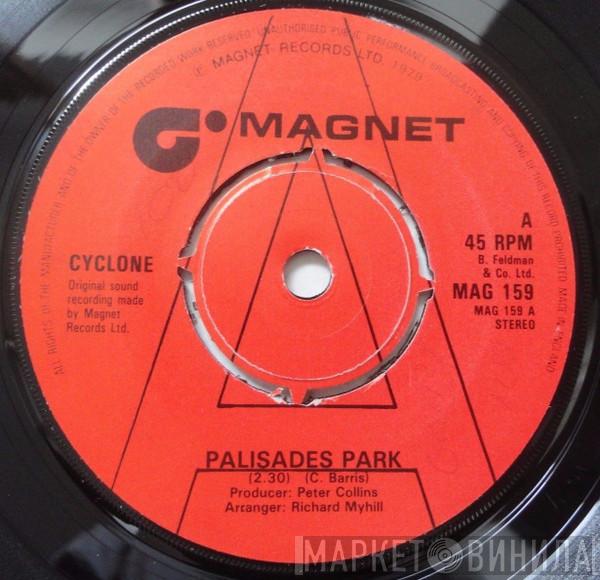 ALL RIGHTS OF THE MANUFACTURER AND OF THE OWNER OF THE RECORDED WORK RESERVED. UNAUTHORISED PUBLIC PERFORMANCE, BROADCASTING AND COPYING OF THIS RECORD PROHIBITED. MADE IN ENGLAND
℗ MAGNET RECORDS LTD. 1979
MAGNET
A
45 RPM
B. Feldman
& Co. Ltd.
MAG 159
MAG 159 A
STEREO
CYCLONE
Original sound
recording made
by Magnet
Records Ltd.
PALISADES PARK
(2.30) (C. Barris)
Producer: Peter Collins
Arranger: Richard Myhill
МАРКЕТ ВИНИЛА